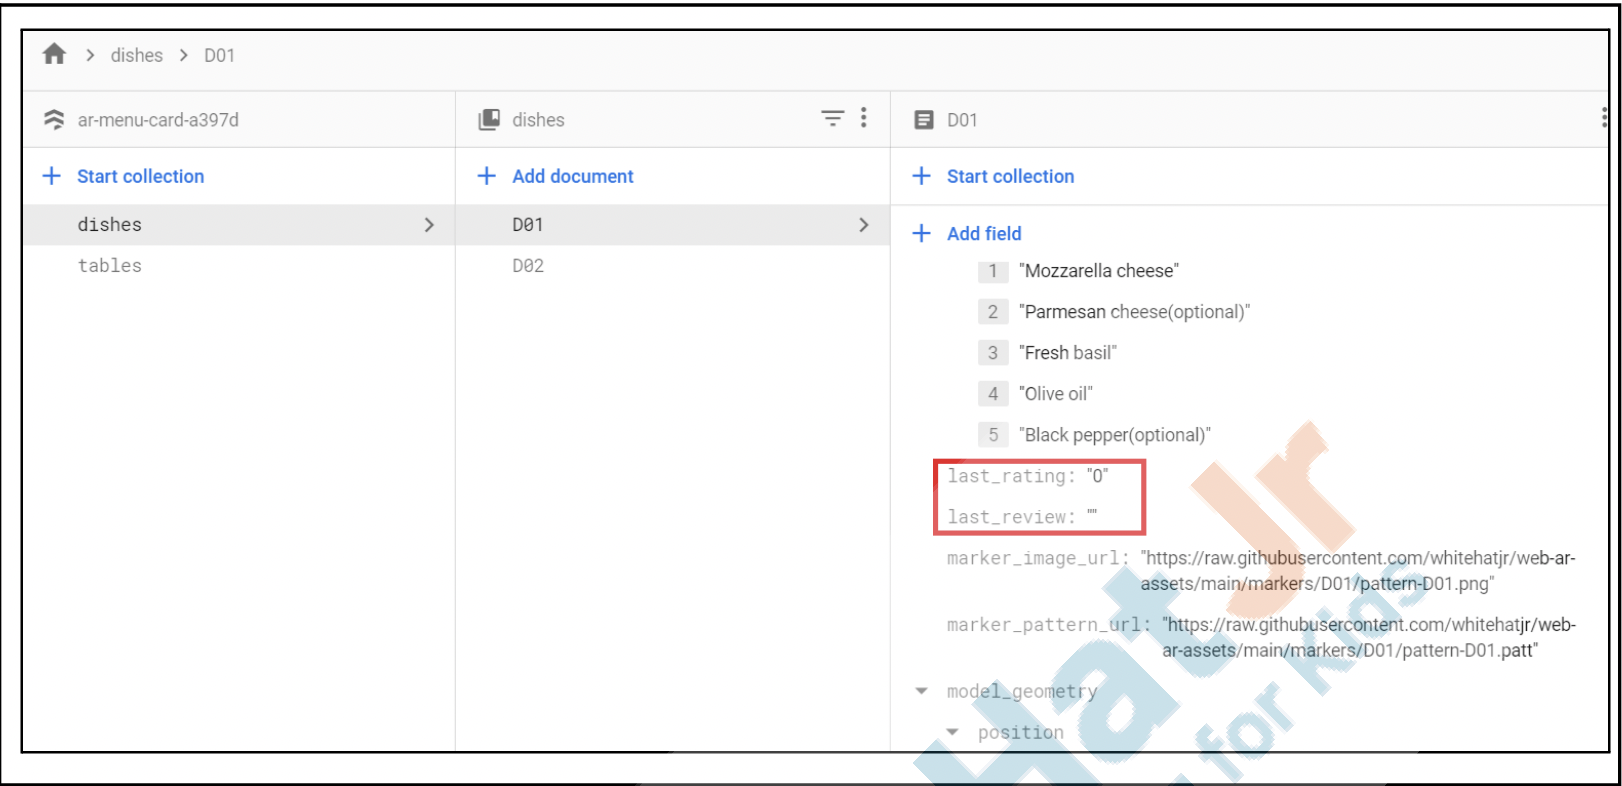 dishes > D01
ar-menu-card-a397d
dishes
D01
+ Start collection
+ Add document
+ Start collection
dishes
tables
D01
D02
+ Add field
1 "Mozzarella cheese"
2 "Parmesan cheese(optional)"
3 "Fresh basil"
4 "Olive oil"
5 "Black pepper(optional)"
last_rating: "0"
last_review: ""
marker_image_url: "https://raw.githubusercontent.com/whitehatjr/web-ar-
assets/main/markers/D01/pattern-D01.png"
marker_pattern_url: "https://raw.githubusercontent.com/whitehatjr/web-
ar-assets/main/markers/D01/pattern-D01.patt"
model_geometry
position
Hat Jr
for Kids